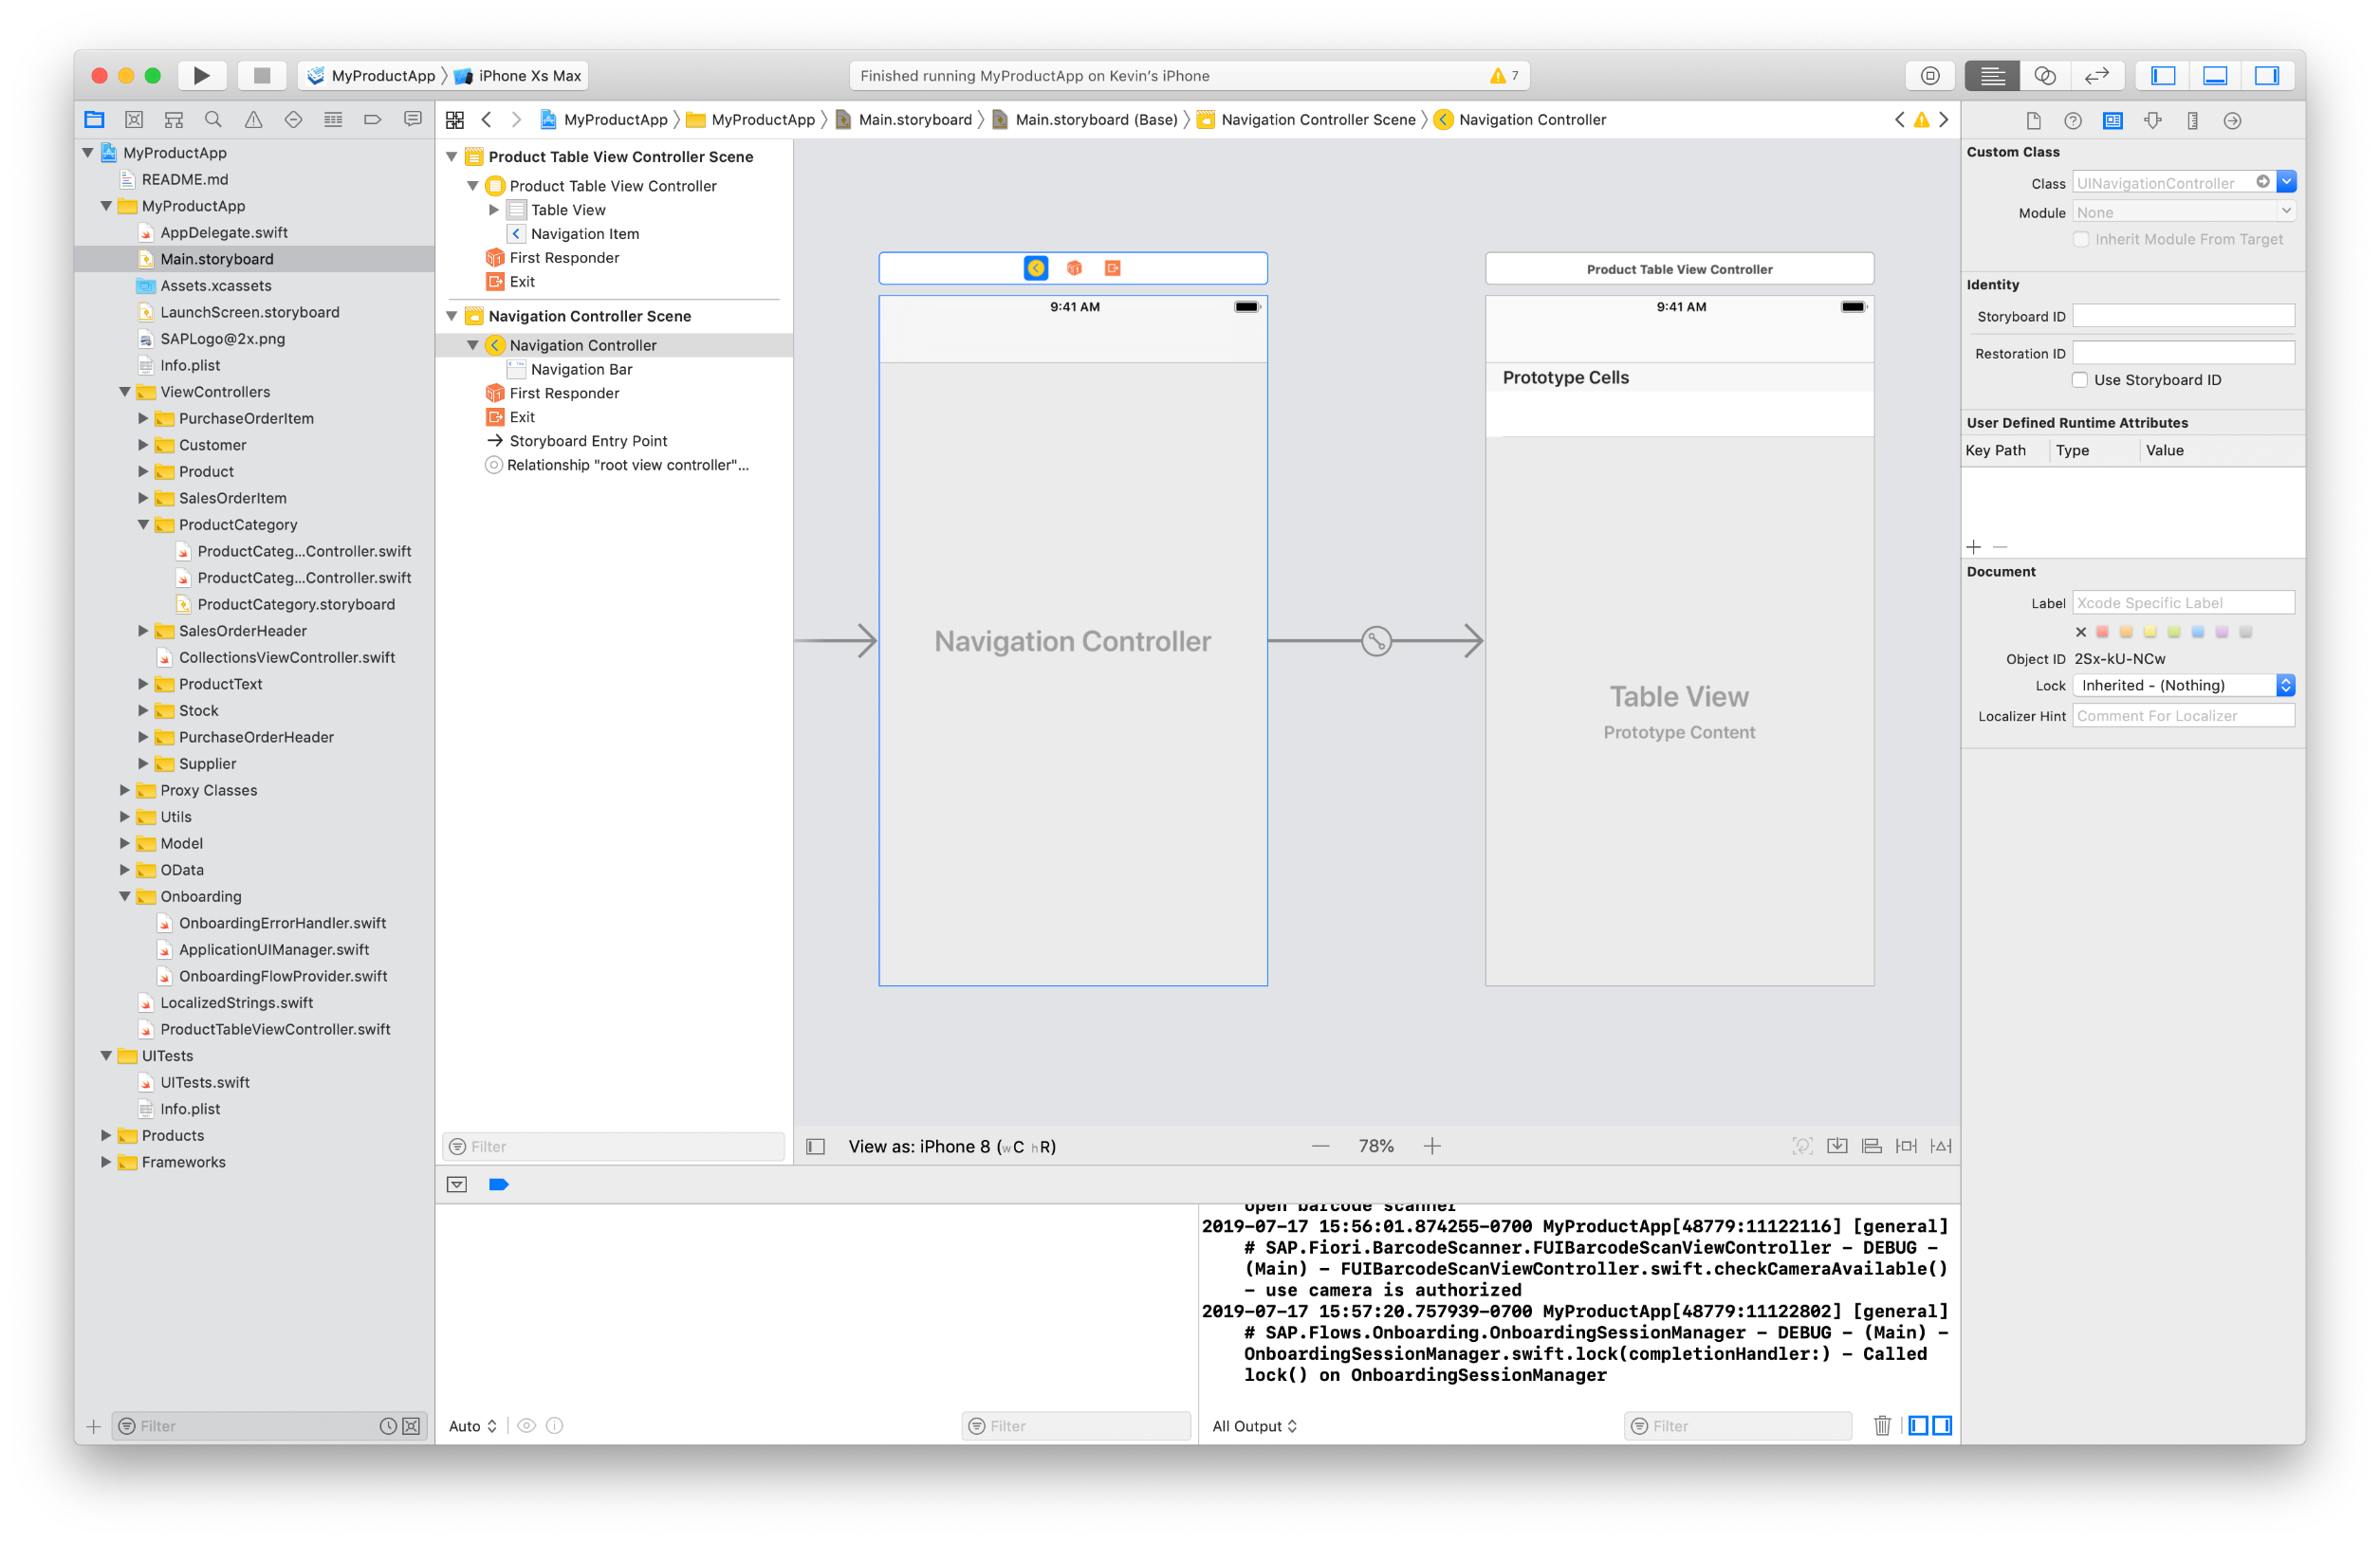 MyProductApp
iPhone Xs Max
Finished running MyProductApp on Kevin's iPhone
7
MyProductApp
README.md
MyProductApp
AppDelegate.swift
Main.storyboard
Assets.xcassets
LaunchScreen.storyboard
SAPLogo@2x.png
Info.plist
ViewControllers
PurchaseOrderItem
Customer
Product
SalesOrderItem
ProductCategory
ProductCateg...Controller.swift
ProductCateg...Controller.swift
ProductCategory.storyboard
SalesOrderHeader
CollectionsViewController.swift
ProductText
Stock
PurchaseOrderHeader
Supplier
Proxy Classes
Utils
Model
OData
Onboarding
OnboardingErrorHandler.swift
ApplicationUIManager.swift
OnboardingFlowProvider.swift
LocalizedStrings.swift
ProductTableViewController.swift
UITests
UITests.swift
Info.plist
Products
Frameworks
Filter
MyProductApp
MyProductApp
Main.storyboard
Main.storyboard (Base)
Navigation Controller Scene
Navigation Controller
Product Table View Controller Scene
Product Table View Controller
Table View
Navigation Item
First Responder
Exit
Navigation Controller Scene
Navigation Controller
Navigation Bar
First Responder
Exit
Storyboard Entry Point
Relationship "root view controller"...
Filter
9:41 AM
Navigation Controller
Product Table View Controller
9:41 AM
Prototype Cells
Table View
Prototype Content
View as: iPhone 8 (wC hR)
78%
open barcode scanner
2019-07-17 15:56:01.874255-0700 MyProductApp[48779:11122116] [general]
# SAP.Fiori.BarcodeScanner.FUIBarcodeScanViewController - DEBUG -
(Main) - FUIBarcodeScanViewController.swift.checkCameraAvailable()
- use camera is authorized
2019-07-17 15:57:20.757939-0700 MyProductApp[48779:11122802] [general]
# SAP.Flows.Onboarding.OnboardingSessionManager - DEBUG - (Main) -
OnboardingSessionManager.swift.lock(completionHandler:) - Called
lock() on OnboardingSessionManager
Auto
Filter
All Output
Filter
Custom Class
Class UINavigationController
Module None
Inherit Module From Target
Identity
Storyboard ID
Restoration ID
Use Storyboard ID
User Defined Runtime Attributes
Key Path Type Value
Document
Label Xcode Specific Label
Object ID 2Sx-kU-NCw
Lock Inherited - (Nothing)
Localizer Hint Comment For Localizer